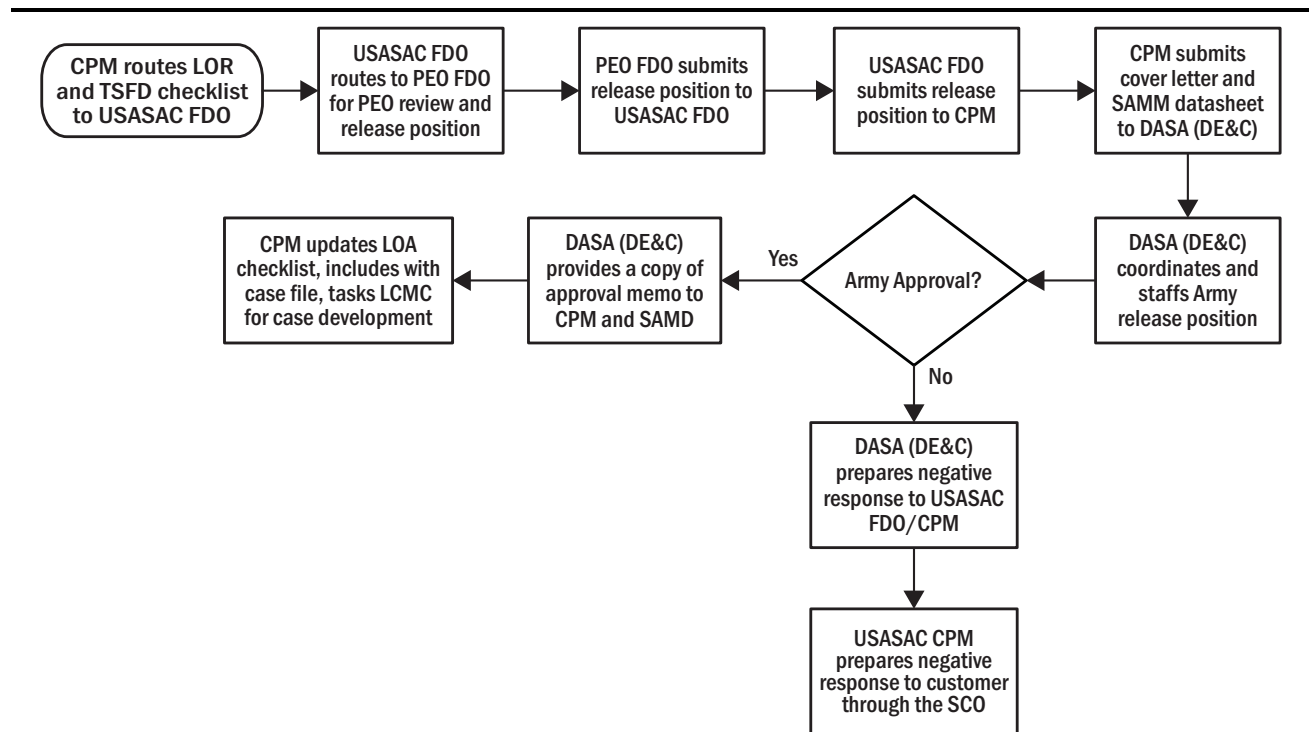 CPM routes LOR
and TSFD checklist
to USASAC FDO
USASAC FDO
routes to PEO FDO
for PEO review and
release position
PEO FDO submits
release position to
USASAC FDO
USASAC FDO
submits release
position to CPM
CPM submits
cover letter and
SAMM datasheet
to DASA (DE&C)
DASA (DE&C)
coordinates and
staffs Army
release position
Army Approval?
Yes
DASA (DE&C)
provides a copy of
approval memo to
CPM and SAMD
CPM updates LOA
checklist, includes with
case file, tasks LCMC
for case development
No
DASA (DE&C)
prepares negative
response to USASAC
FDO/CPM
USASAC CPM
prepares negative
response to customer
through the SCO